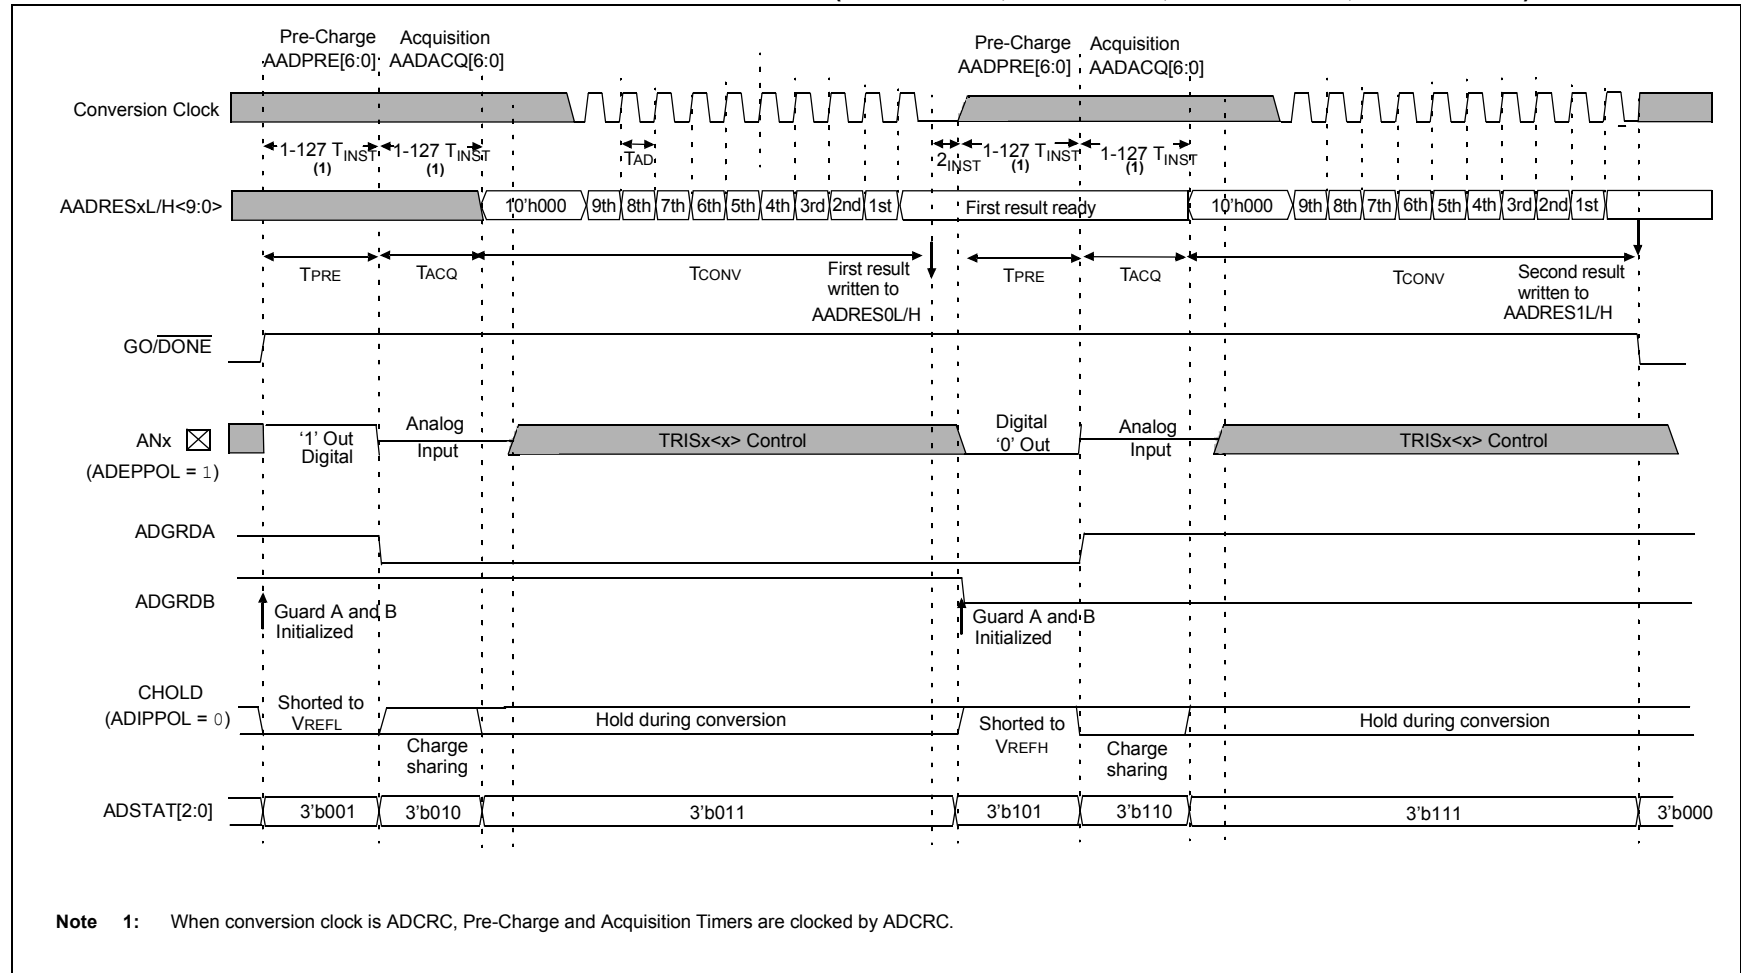 Pre-Charge Acquisition
AADPRE[6:0] AADACQ[6:0]
Pre-Charge Acquisition
AADPRE[6:0] AADACQ[6:0]
Conversion Clock
1-127 TINST 1-127 TINST
(1) (1)
TAD
2INST
1-127 TINST 1-127 TINST
(1) (1)
AADRESxL/H<9:0>
10'h000 9th 8th 7th 6th 5th 4th 3rd 2nd 1st First result ready 10'h000 9th 8th 7th 6th 5th 4th 3rd 2nd 1st
TPRE TACQ TCONV
First result
written to
AADRES0L/H
TPRE TACQ TCONV
Second result
written to
AADRES1L/H
GO/DONE
ANx
(ADEPPOL = 1)
‘1’ Out
Digital
Analog
Input
TRISx<x> Control
Digital
‘0’ Out
Analog
Input
TRISx<x> Control
ADGRDA
ADGRDB
Guard A and B
Initialized
Guard A and B
Initialized
CHOLD
(ADIPPOL = 0)
Shorted to
VREFL
Charge
sharing
Hold during conversion
Shorted to
VREFH
Charge
sharing
Hold during conversion
ADSTAT[2:0]
3’b001 3’b010 3’b011 3’b101 3’b110 3’b111 3’b000
Note 1: When conversion clock is ADCRC, Pre-Charge and Acquisition Timers are clocked by ADCRC.